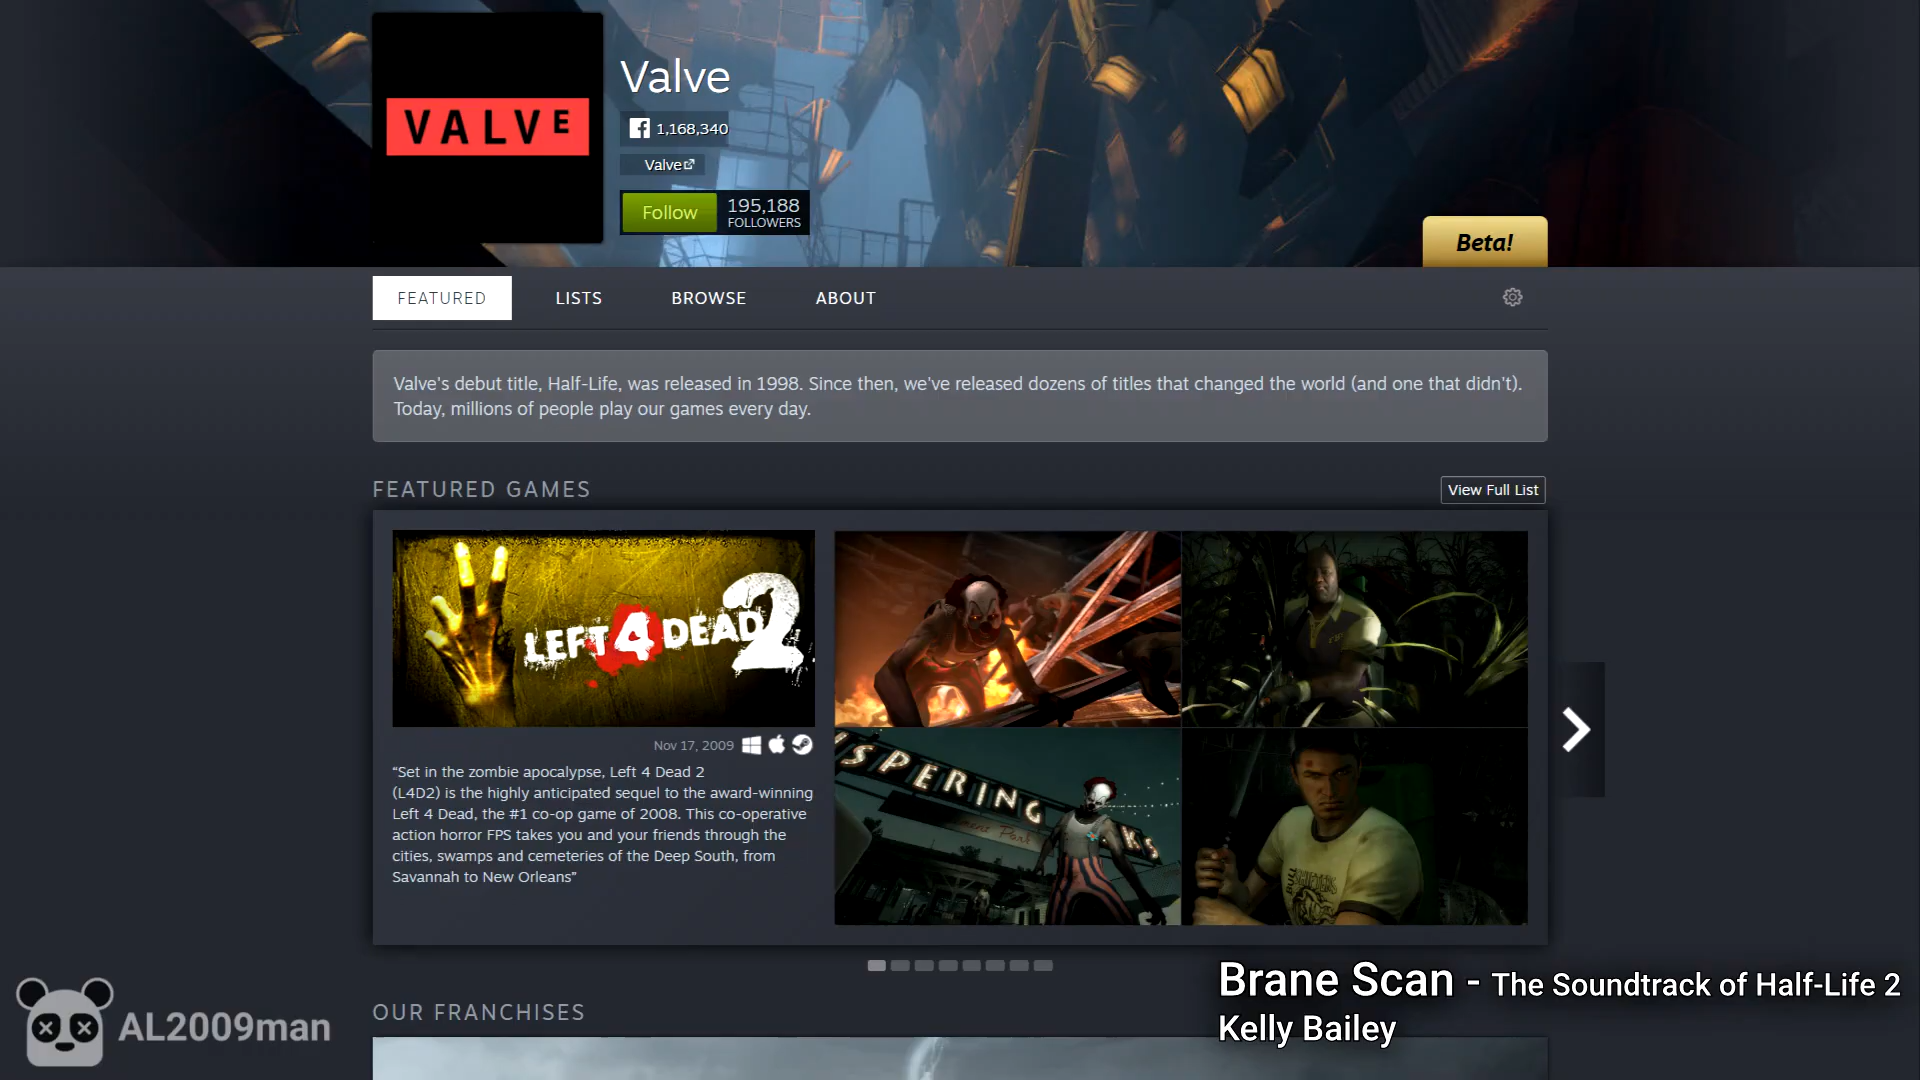 VALVE
Valve
1,168,340
Valve
Follow
195,188
FOLLOWERS
Beta!
FEATURED
LISTS
BROWSE
ABOUT
Valve's debut title, Half-Life, was released in 1998. Since then, we've released dozens of titles that changed the world (and one that didn't).
Today, millions of people play our games every day.
FEATURED GAMES
View Full List
LEFT 4 DEAD 2
Nov 17, 2009
“Set in the zombie apocalypse, Left 4 Dead 2
(L4D2) is the highly anticipated sequel to the award-winning
Left 4 Dead, the #1 co-op game of 2008. This co-operative
action horror FPS takes you and your friends through the
cities, swamps and cemeteries of the Deep South, from
Savannah to New Orleans”
SPERING
KS
OUR FRANCHISES
AL2009man
Brane Scan - The Soundtrack of Half-Life 2
Kelly Bailey